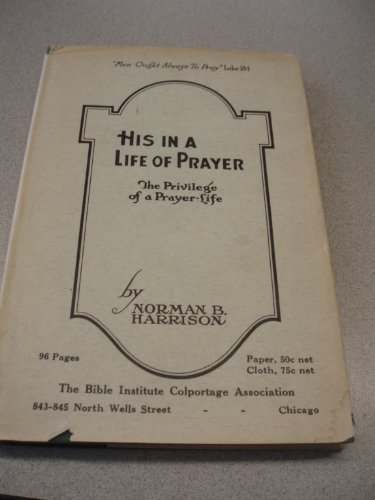 "Men Ought Always To Pray" Luke 18:1
HIS IN A
LIFE OF PRAYER
The Privilege
of a Prayer-Life
by
NORMAN B.
HARRISON
96 Pages
Paper, 50c net
Cloth, 75c net
The Bible Institute Colportage Association
843-845 North Wells Street - - Chicago